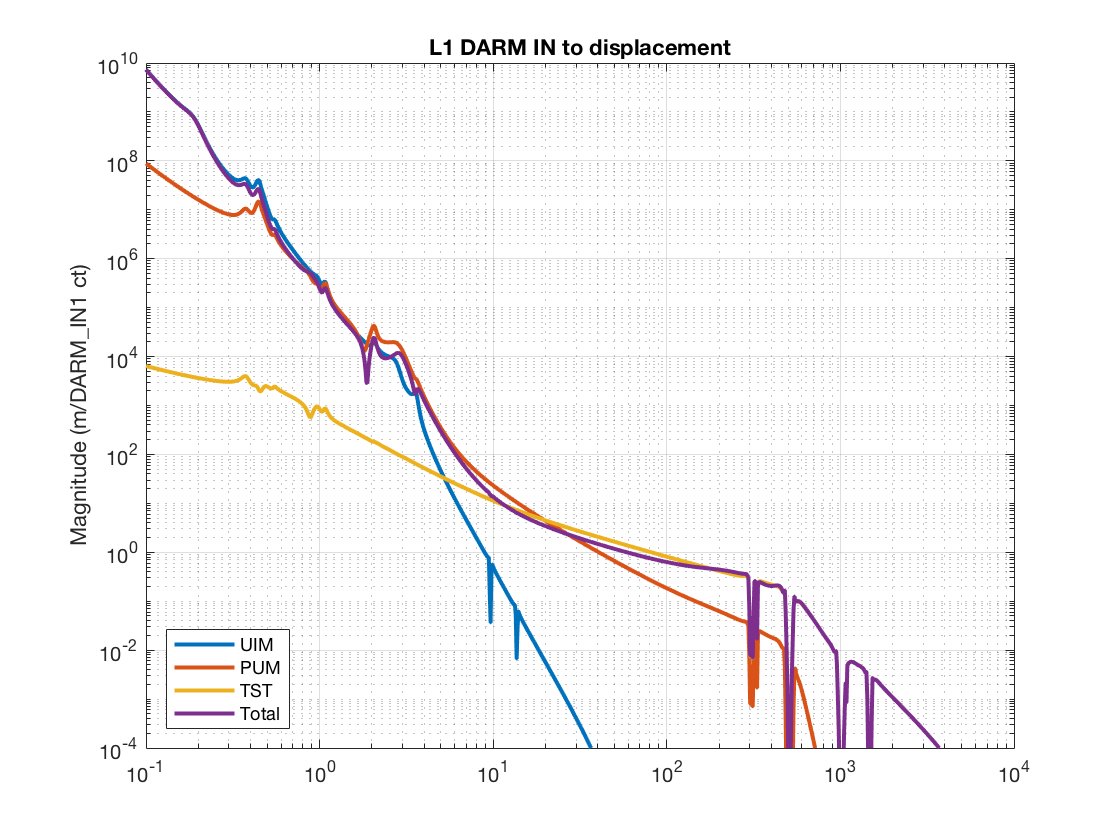 L1 DARM IN to displacement
Magnitude (m/DARM_IN1 ct)
10^10
10^8
10^6
10^4
10^2
10^0
10^-2
10^-4
UIM
PUM
TST
Total
10^-1 10^0 10^1 10^2 10^3 10^4